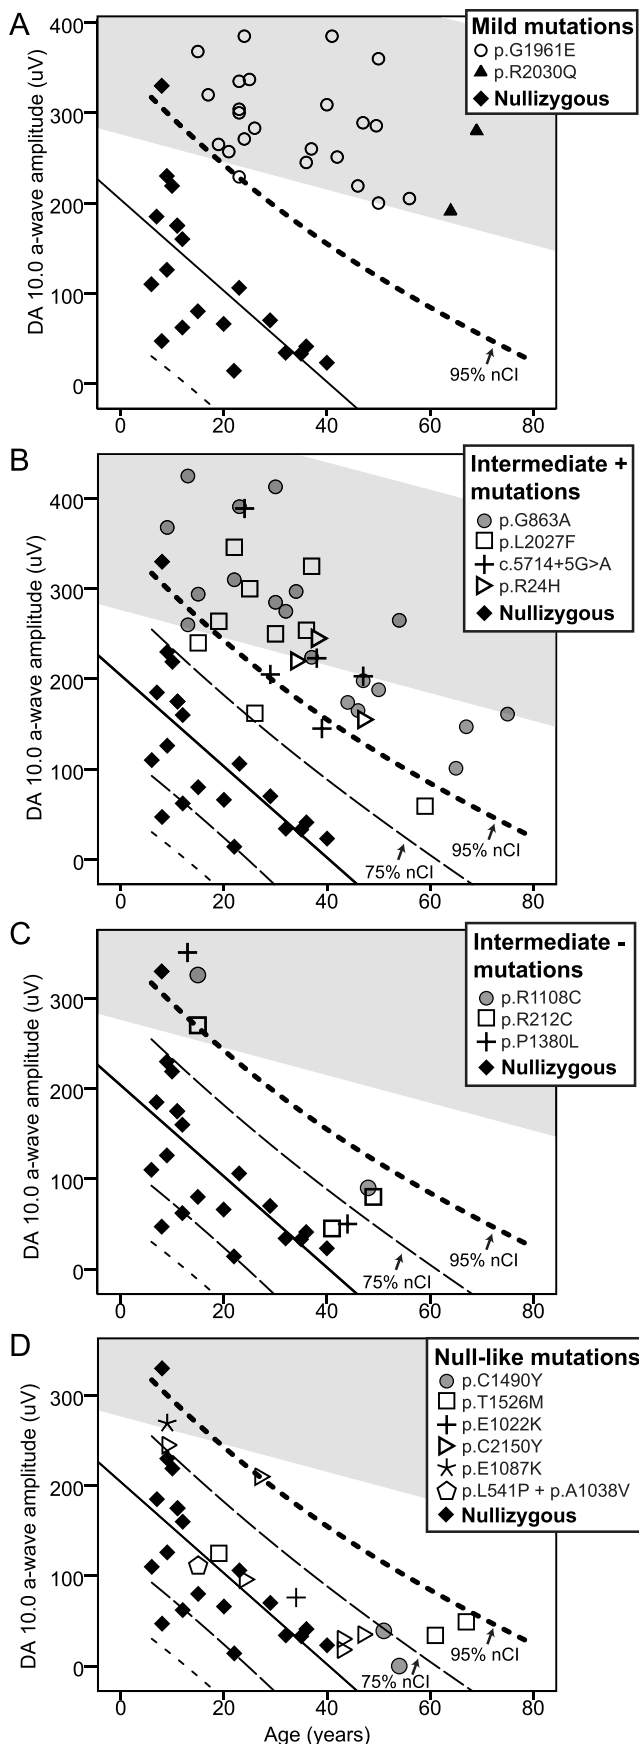 A
Mild mutations
p.G1961E
p.R2030Q
Nullizygous
DA 10.0 a-wave amplitude (uV)
400
300
200
100
0
95% nCI
0 20 40 60 80
B
Intermediate +
mutations
p.G863A
p.L2027F
c.5714+5G>A
p.R24H
Nullizygous
DA 10.0 a-wave amplitude (uV)
400
300
200
100
0
75% nCI
95% nCI
0 20 40 60 80
C
Intermediate -
mutations
p.R1108C
p.R212C
p.P1380L
Nullizygous
DA 10.0 a-wave amplitude (uV)
300
200
100
0
75% nCI
95% nCI
0 20 40 60 80
D
Null-like mutations
p.C1490Y
p.T1526M
p.E1022K
p.C2150Y
p.E1087K
p.L541P + p.A1038V
Nullizygous
DA 10.0 a-wave amplitude (uV)
300
200
100
0
75% nCI
95% nCI
0 20 40 60 80
Age (years)